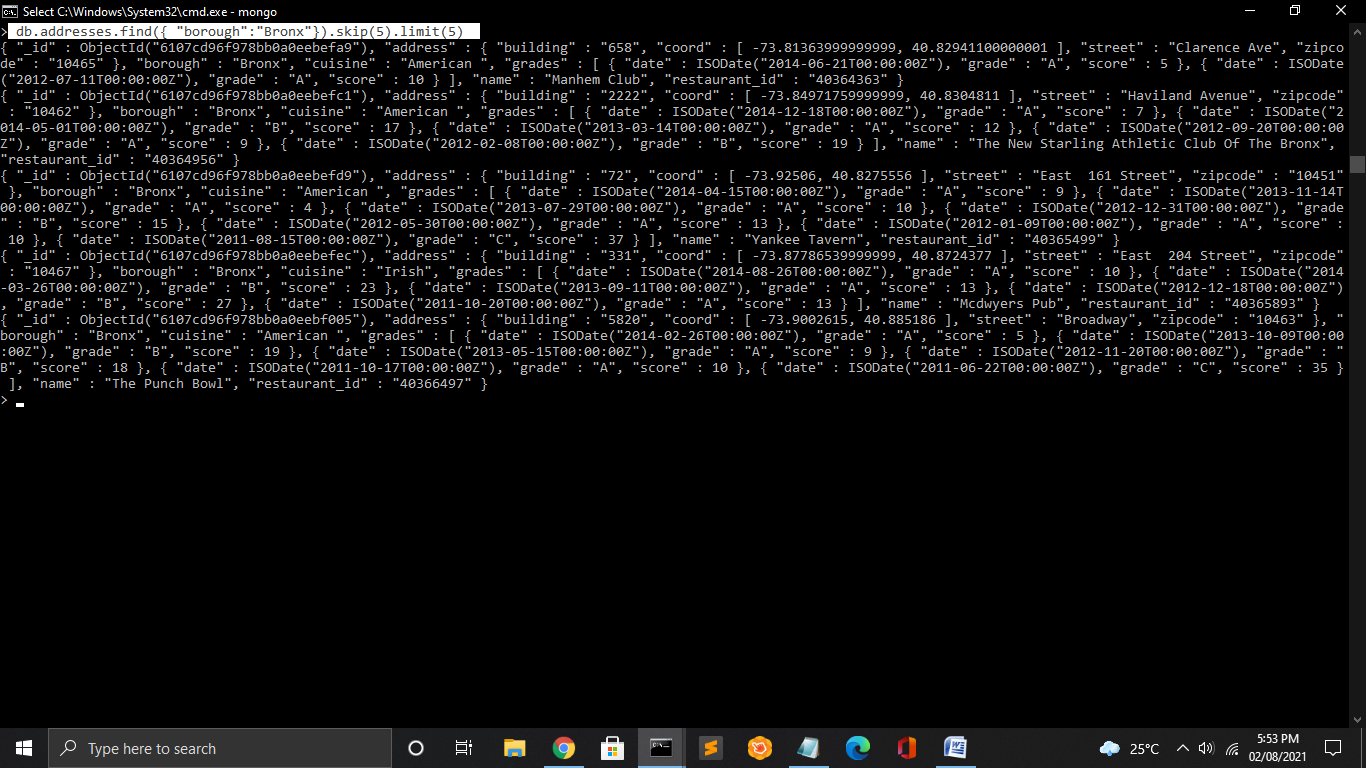 Select C:\Windows\System32\cmd.exe - mongo
> db.addresses.find({ "borough":"Bronx"}).skip(5).limit(5)
{ "_id" : ObjectId("6107cd96f978bb0a0eebefa9"), "address" : { "building" : "658", "coord" : [ -73.81363999999999, 40.82941100000001 ], "street" : "Clarence Ave", "zipco
de" : "10465" }, "borough" : "Bronx", "cuisine" : "American ", "grades" : [ { "date" : ISODate("2014-06-21T00:00:00Z"), "grade" : "A", "score" : 5 }, { "date" : ISODate
("2012-07-11T00:00:00Z"), "grade" : "A", "score" : 10 } ], "name" : "Manhem Club", "restaurant_id" : "40364363" }
{ "_id" : ObjectId("6107cd96f978bb0a0eebefc1"), "address" : { "building" : "2222", "coord" : [ -73.84971759999999, 40.8304811 ], "street" : "Haviland Avenue", "zipcode"
 : "10462" }, "borough" : "Bronx", "cuisine" : "American ", "grades" : [ { "date" : ISODate("2014-12-18T00:00:00Z"), "grade" : "A", "score" : 7 }, { "date" : ISODate("2
014-05-01T00:00:00Z"), "grade" : "B", "score" : 17 }, { "date" : ISODate("2013-03-14T00:00:00Z"), "grade" : "A", "score" : 12 }, { "date" : ISODate("2012-09-20T00:00:00
Z"), "grade" : "A", "score" : 9 }, { "date" : ISODate("2012-02-08T00:00:00Z"), "grade" : "B", "score" : 19 } ], "name" : "The New Starling Athletic Club Of The Bronx",
"restaurant_id" : "40364956" }
{ "_id" : ObjectId("6107cd96f978bb0a0eebefd9"), "address" : { "building" : "72", "coord" : [ -73.92506, 40.8275556 ], "street" : "East  161 Street", "zipcode" : "10451"
 }, "borough" : "Bronx", "cuisine" : "American ", "grades" : [ { "date" : ISODate("2014-04-15T00:00:00Z"), "grade" : "A", "score" : 9 }, { "date" : ISODate("2013-11-14T
00:00:00Z"), "grade" : "A", "score" : 4 }, { "date" : ISODate("2013-07-29T00:00:00Z"), "grade" : "A", "score" : 10 }, { "date" : ISODate("2012-12-31T00:00:00Z"), "grade
" : "B", "score" : 15 }, { "date" : ISODate("2012-05-30T00:00:00Z"), "grade" : "A", "score" : 13 }, { "date" : ISODate("2012-01-09T00:00:00Z"), "grade" : "A", "score" :
 10 }, { "date" : ISODate("2011-08-15T00:00:00Z"), "grade" : "C", "score" : 37 } ], "name" : "Yankee Tavern", "restaurant_id" : "40365499" }
{ "_id" : ObjectId("6107cd96f978bb0a0eebefec"), "address" : { "building" : "331", "coord" : [ -73.87786539999999, 40.8724377 ], "street" : "East  204 Street", "zipcode"
 : "10467" }, "borough" : "Bronx", "cuisine" : "Irish", "grades" : [ { "date" : ISODate("2014-08-26T00:00:00Z"), "grade" : "A", "score" : 10 }, { "date" : ISODate("2014
-03-26T00:00:00Z"), "grade" : "B", "score" : 23 }, { "date" : ISODate("2013-09-11T00:00:00Z"), "grade" : "A", "score" : 13 }, { "date" : ISODate("2012-12-18T00:00:00Z")
, "grade" : "B", "score" : 27 }, { "date" : ISODate("2011-10-20T00:00:00Z"), "grade" : "A", "score" : 13 } ], "name" : "Mcdwyers Pub", "restaurant_id" : "40365893" }
{ "_id" : ObjectId("6107cd96f978bb0a0eebf005"), "address" : { "building" : "5820", "coord" : [ -73.9002615, 40.885186 ], "street" : "Broadway", "zipcode" : "10463" }, "
borough" : "Bronx", "cuisine" : "American ", "grades" : [ { "date" : ISODate("2014-02-26T00:00:00Z"), "grade" : "A", "score" : 5 }, { "date" : ISODate("2013-10-09T00:00
:00Z"), "grade" : "B", "score" : 19 }, { "date" : ISODate("2013-05-15T00:00:00Z"), "grade" : "A", "score" : 9 }, { "date" : ISODate("2012-11-20T00:00:00Z"), "grade" : "
B", "score" : 18 }, { "date" : ISODate("2011-10-17T00:00:00Z"), "grade" : "A", "score" : 10 }, { "date" : ISODate("2011-06-22T00:00:00Z"), "grade" : "C", "score" : 35 }
 ], "name" : "The Punch Bowl", "restaurant_id" : "40366497" }
>
Type here to search
25°C
5:53 PM
02/08/2021